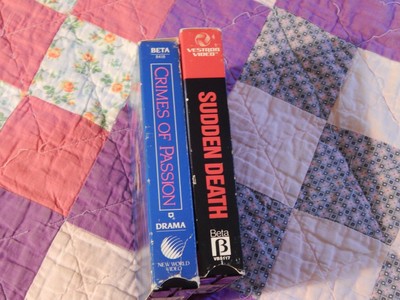 BETA
CRIMES OF PASSION
DRAMA
NEW WORLD
VIDEO
VESTRON
VIDEO
SUDDEN DEATH
Beta
β